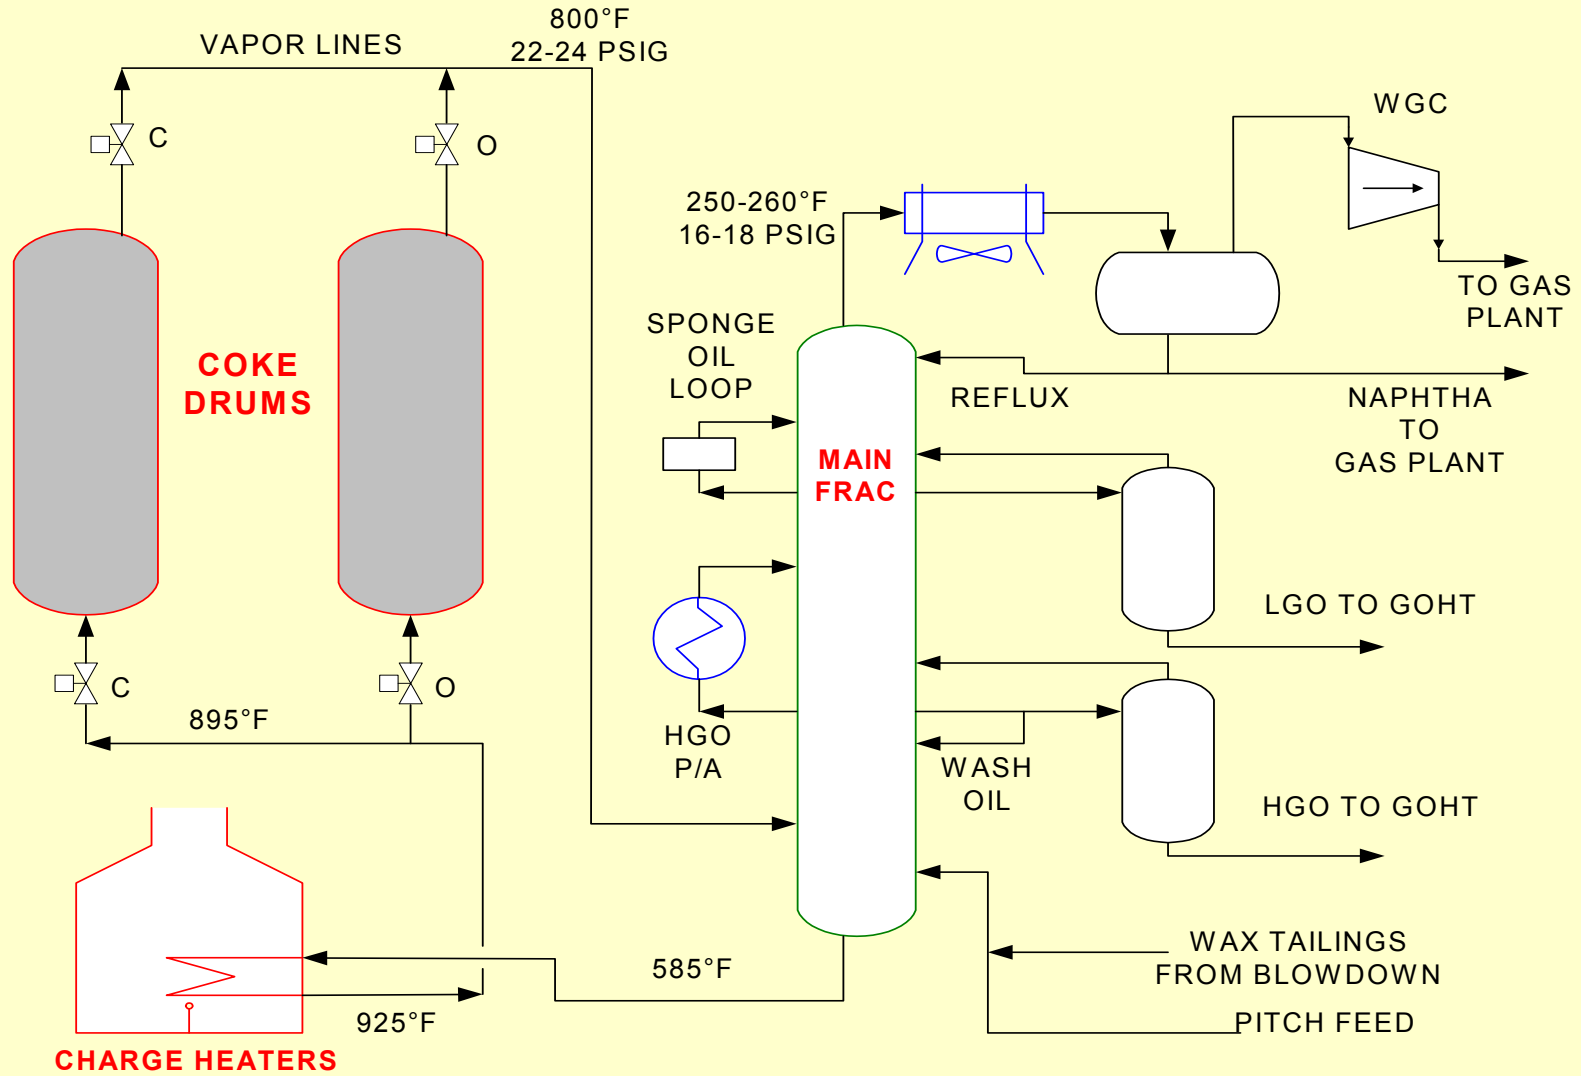 800°F
22-24 PSIG
VAPOR LINES
C
O
WGC
250-260°F
16-18 PSIG
TO GAS
PLANT
SPONGE
OIL
LOOP
COKE
DRUMS
REFLUX
NAPHTHA
TO
GAS PLANT
MAIN
FRAC
LGO TO GOHT
C
O
895°F
HGO
P/A
WASH
OIL
HGO TO GOHT
585°F
WAX TAILINGS
FROM BLOWDOWN
925°F
PITCH FEED
CHARGE HEATERS